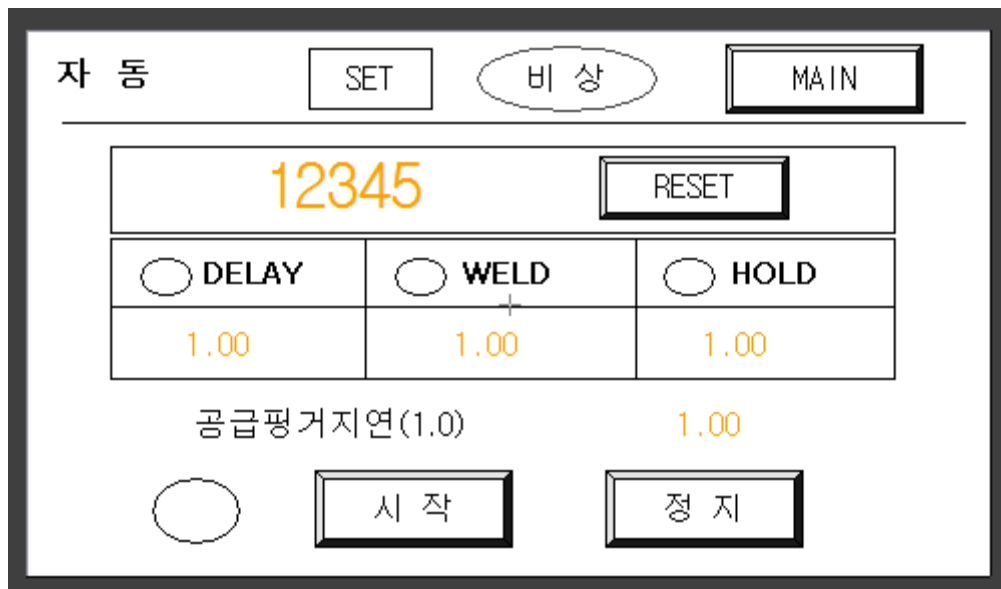 자 동 SET 비 상 MAIN
12345 RESET
DELAY WELD HOLD
1.00 1.00 1.00
공급핑거지연(1.0) 1.00
시 작 정 지